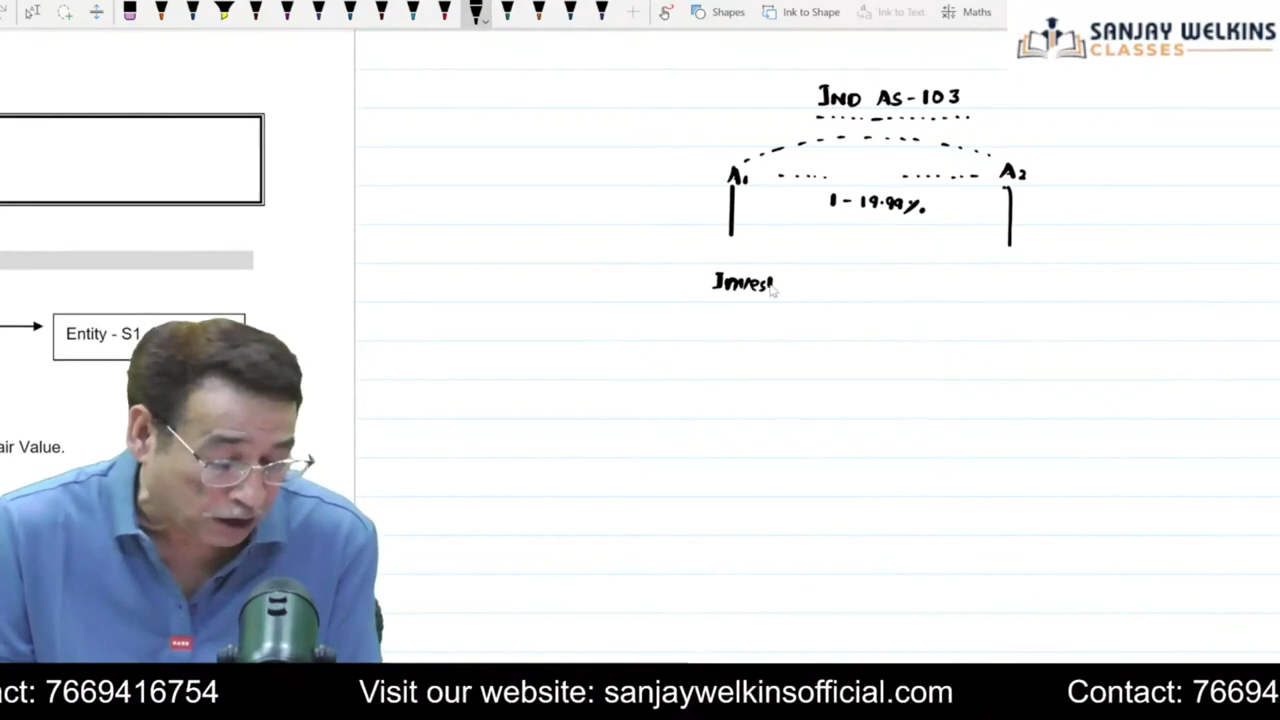 Shapes
Ink to Shape
Ink to Text
Maths
SANJAY WELKINS
CLASSES
IND AS-103
A1
A2
1 - 19.99%.
Invest
Entity - S1
air Value.
act: 7669416754 Visit our website: sanjaywelkinsofficial.com Contact: 76694